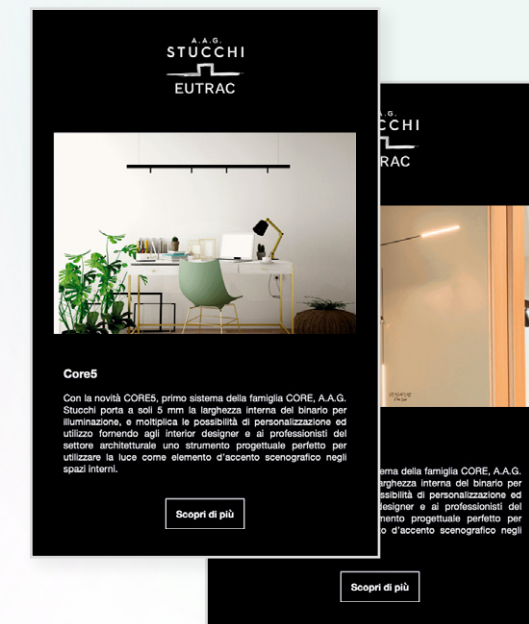 A.A.G.
STUCCHI
EUTRAC
Core5
Con la novità CORE5, primo sistema della famiglia CORE, A.A.G.
Stucchi porta a soli 5 mm la larghezza interna del binario per
illuminazione, e moltiplica le possibilità di personalizzazione ed
utilizzo fornendo agli interior designer e ai professionisti del
settore architetturale uno strumento progettuale perfetto per
utilizzare la luce come elemento d'accento scenografico negli
spazi interni.
Scopri di più
.G.
CCHI
RAC
ema della famiglia CORE, A.A.G.
arghezza interna del binario per
ssibilità di personalizzazione ed
designer e ai professionisti del
mento progettuale perfetto per
o d'accento scenografico negli
Scopri di più